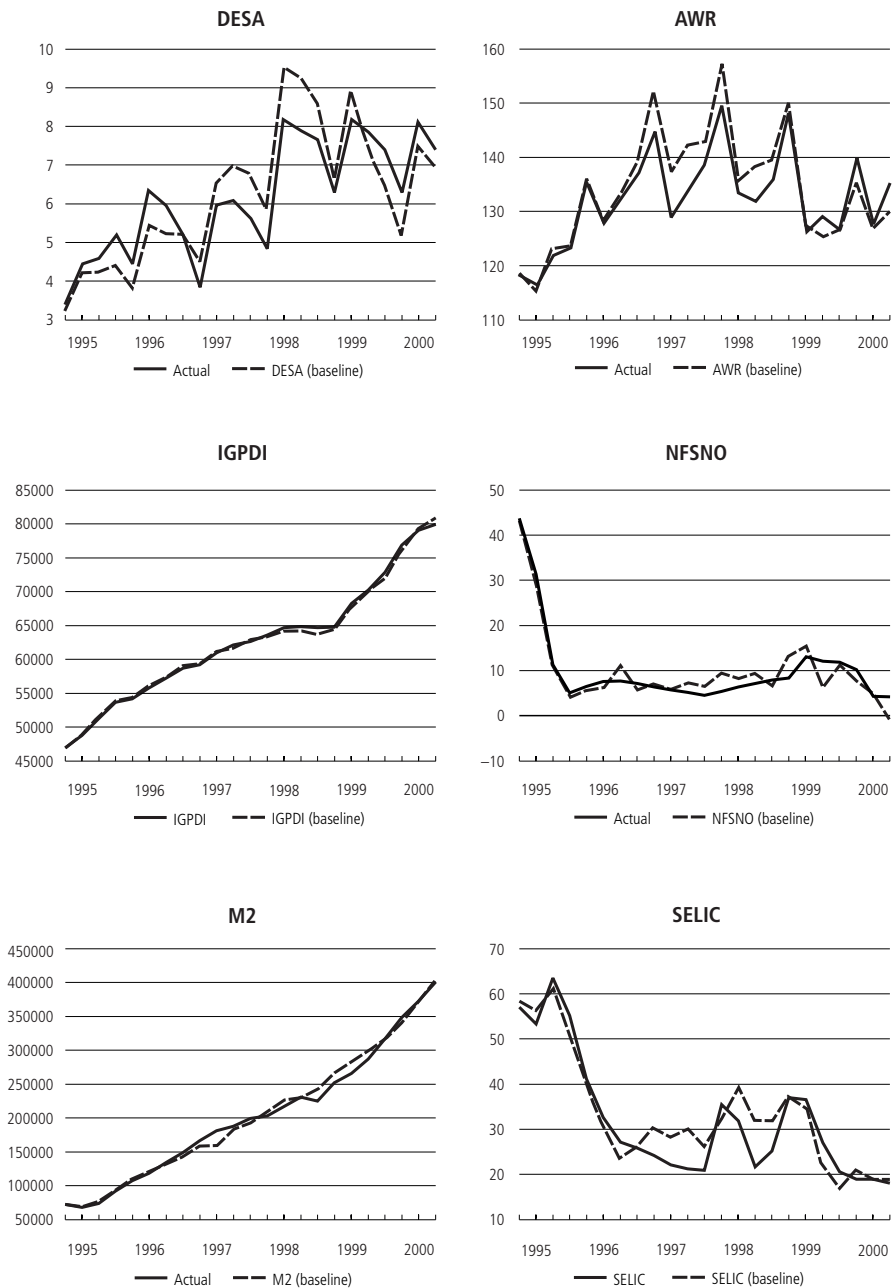 DESA
10
9
8
7
6
5
4
3
1995 1996 1997 1998 1999 2000
Actual DESA (baseline)
AWR
160
150
140
130
120
110
1995 1996 1997 1998 1999 2000
Actual AWR (baseline)
IGPDI
85000
80000
75000
70000
65000
60000
55000
50000
45000
1995 1996 1997 1998 1999 2000
IGPDI IGPDI (baseline)
NFSNO
50
40
30
20
10
0
−10
1995 1996 1997 1998 1999 2000
Actual NFSNO (baseline)
M2
450000
400000
350000
300000
250000
200000
150000
100000
50000
1995 1996 1997 1998 1999 2000
Actual M2 (baseline)
SELIC
70
60
50
40
30
20
10
1995 1996 1997 1998 1999 2000
SELIC SELIC (baseline)